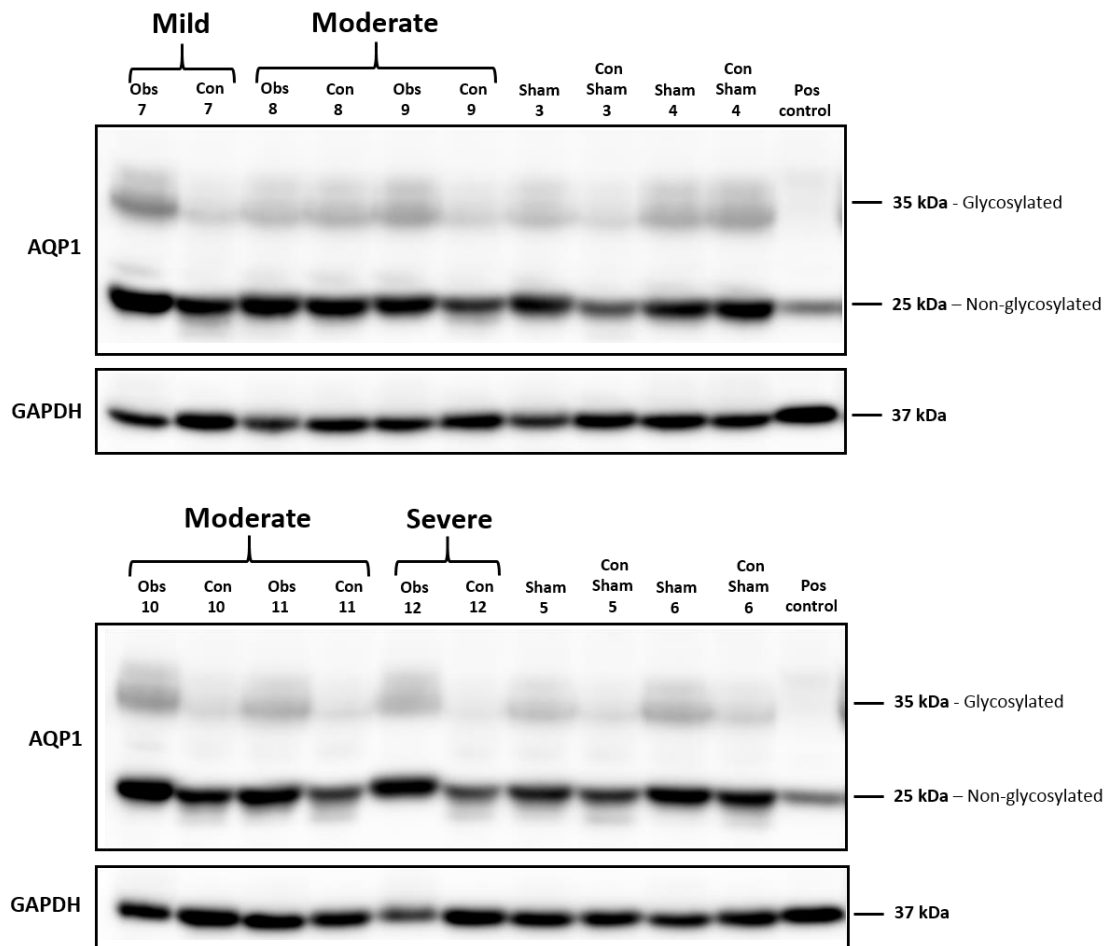 Mild Moderate
Obs Con Obs Con Obs Con Sham Con Sham Sham Con Sham Pos control
7 7 8 8 9 9 3 3 4 4
35 kDa - Glycosylated
AQP1
25 kDa – Non-glycosylated
GAPDH
37 kDa
Moderate Severe
Obs Con Obs Con Obs Con Sham Con Sham Sham Con Sham Pos control
10 10 11 11 12 12 5 5 6 6
35 kDa - Glycosylated
AQP1
25 kDa – Non-glycosylated
GAPDH
37 kDa